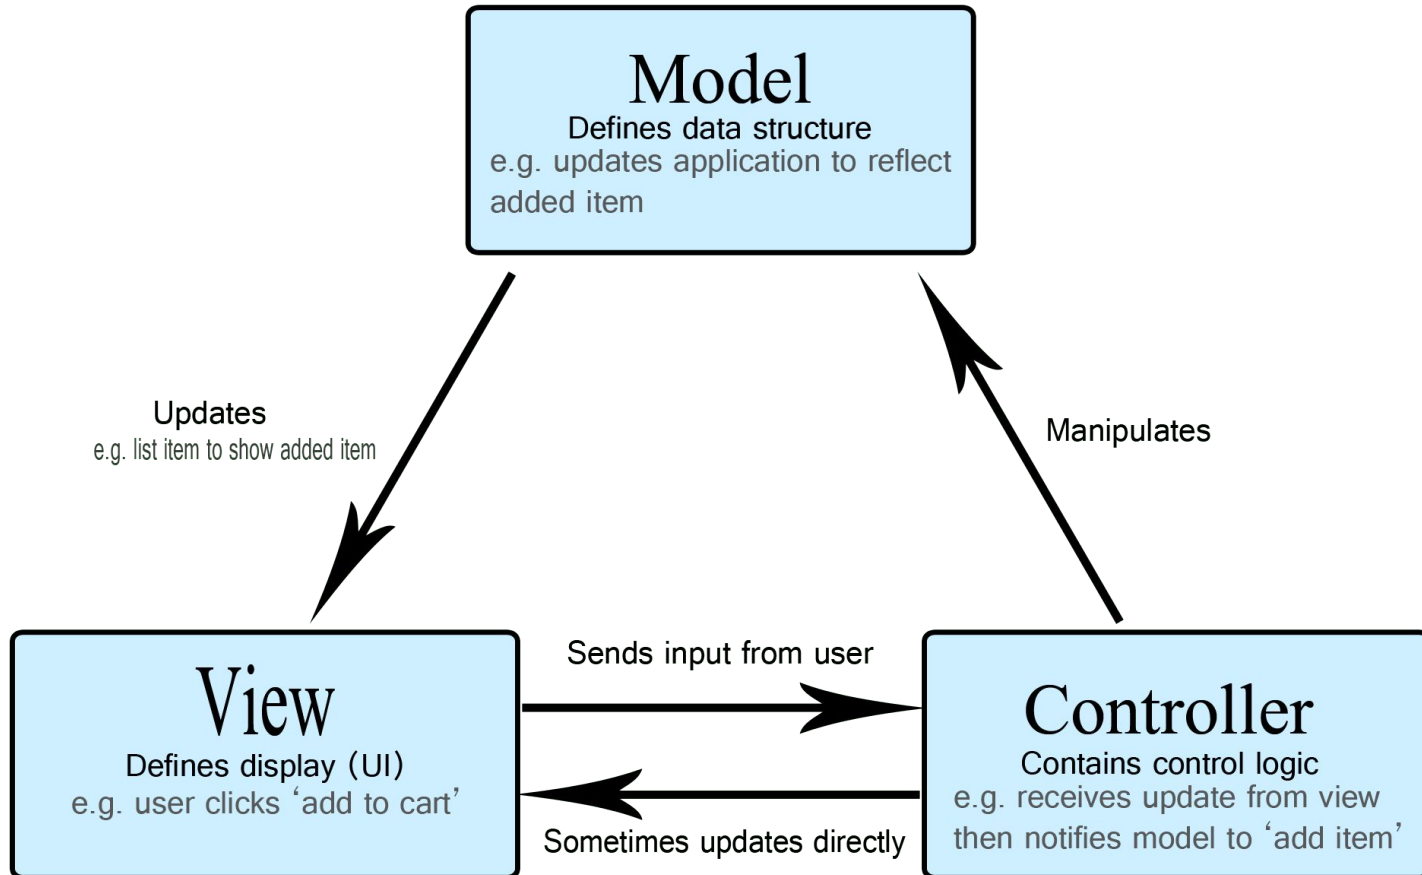 Model
Defines data structure
e.g. updates application to reflect
added item
Updates
e.g. list item to show added item
Manipulates
View
Defines display (UI)
e.g. user clicks ‘add to cart’
Sends input from user
Sometimes updates directly
Controller
Contains control logic
e.g. receives update from view
then notifies model to ‘add item’